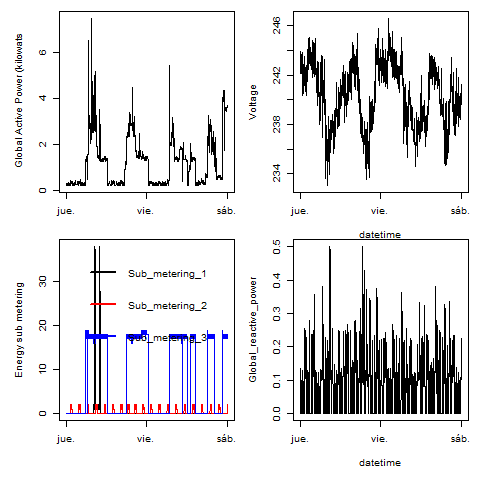 Global Active Power (kilowats
0
2
4
6
jue.
vie.
sáb.
Voltage
234
238
242
246
jue.
vie.
sáb.
datetime
Energy sub metering
0
10
20
30
Sub_metering_1
Sub_metering_2
Sub_metering_3
jue.
vie.
sáb.
Global_reactive_power
0.0
0.1
0.2
0.3
0.4
0.5
jue.
vie.
sáb.
datetime